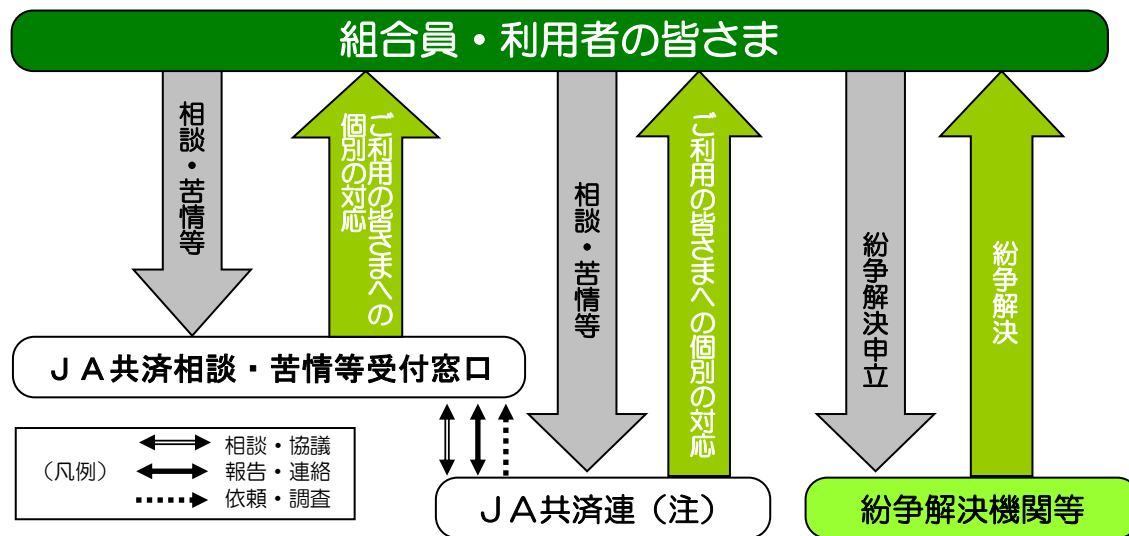 組合員・利用者の皆さま
相談・苦情等
ご利用の皆さまへの
個別の対応
相談・苦情等
ご利用の皆さまへの個別の対応
紛争解決申立
紛争解決
ＪＡ共済相談・苦情等受付窓口
（凡例）
相談・協議
報告・連絡
依頼・調査
ＪＡ共済連（注）
紛争解決機関等